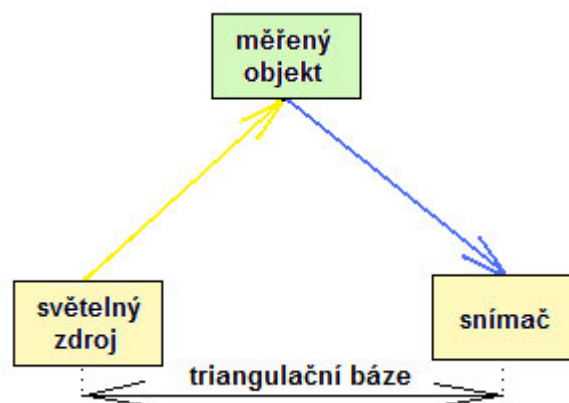 měřený
objekt
světelný
zdroj
snímač
triangulační báze